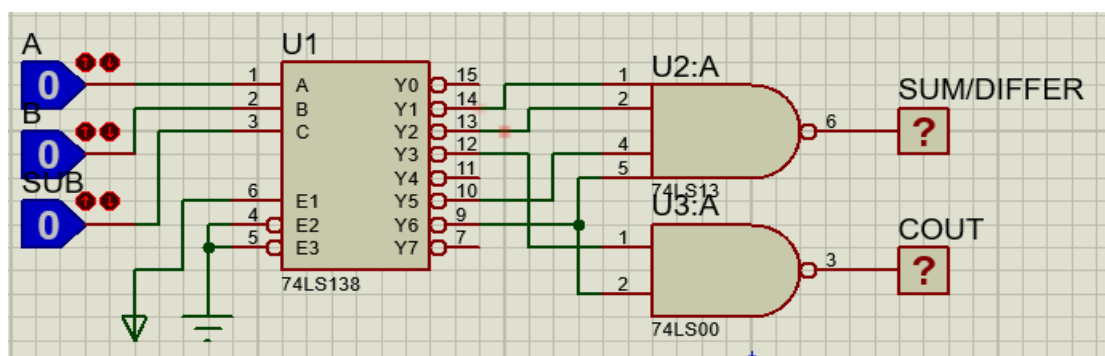 A
0
B
0
SUB
0
U1
1 A Y0 15
2 B Y1 14
3 C Y2 13
Y3 12
Y4 11
6 E1 Y5 10
4 E2 Y6 9
5 E3 Y7 7
74LS138
U2:A
1
2
4
5
6
74LS13
SUM/DIFFER
?
U3:A
1
2
3
74LS00
COUT
?